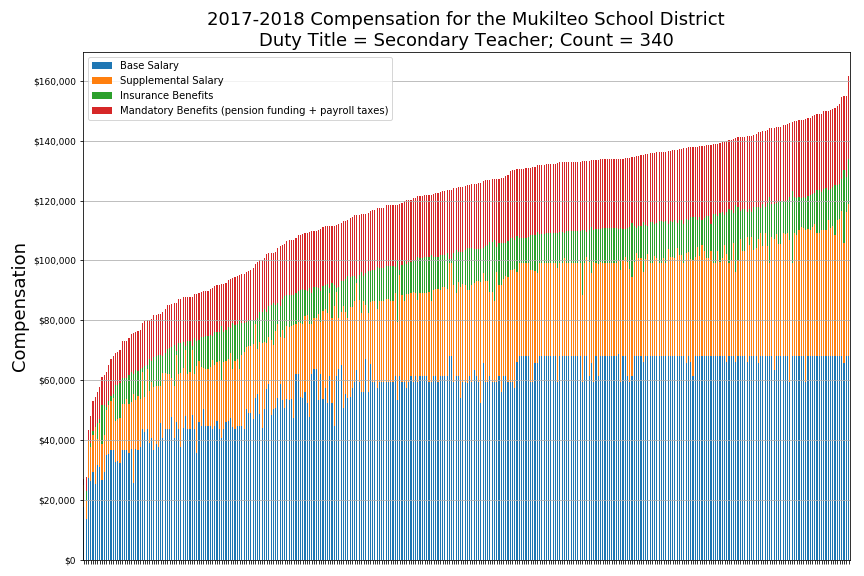 2017-2018 Compensation for the Mukilteo School District
Duty Title = Secondary Teacher; Count = 340
Base Salary
Supplemental Salary
Insurance Benefits
Mandatory Benefits (pension funding + payroll taxes)
Compensation
$160,000
$140,000
$120,000
$100,000
$80,000
$60,000
$40,000
$20,000
$0